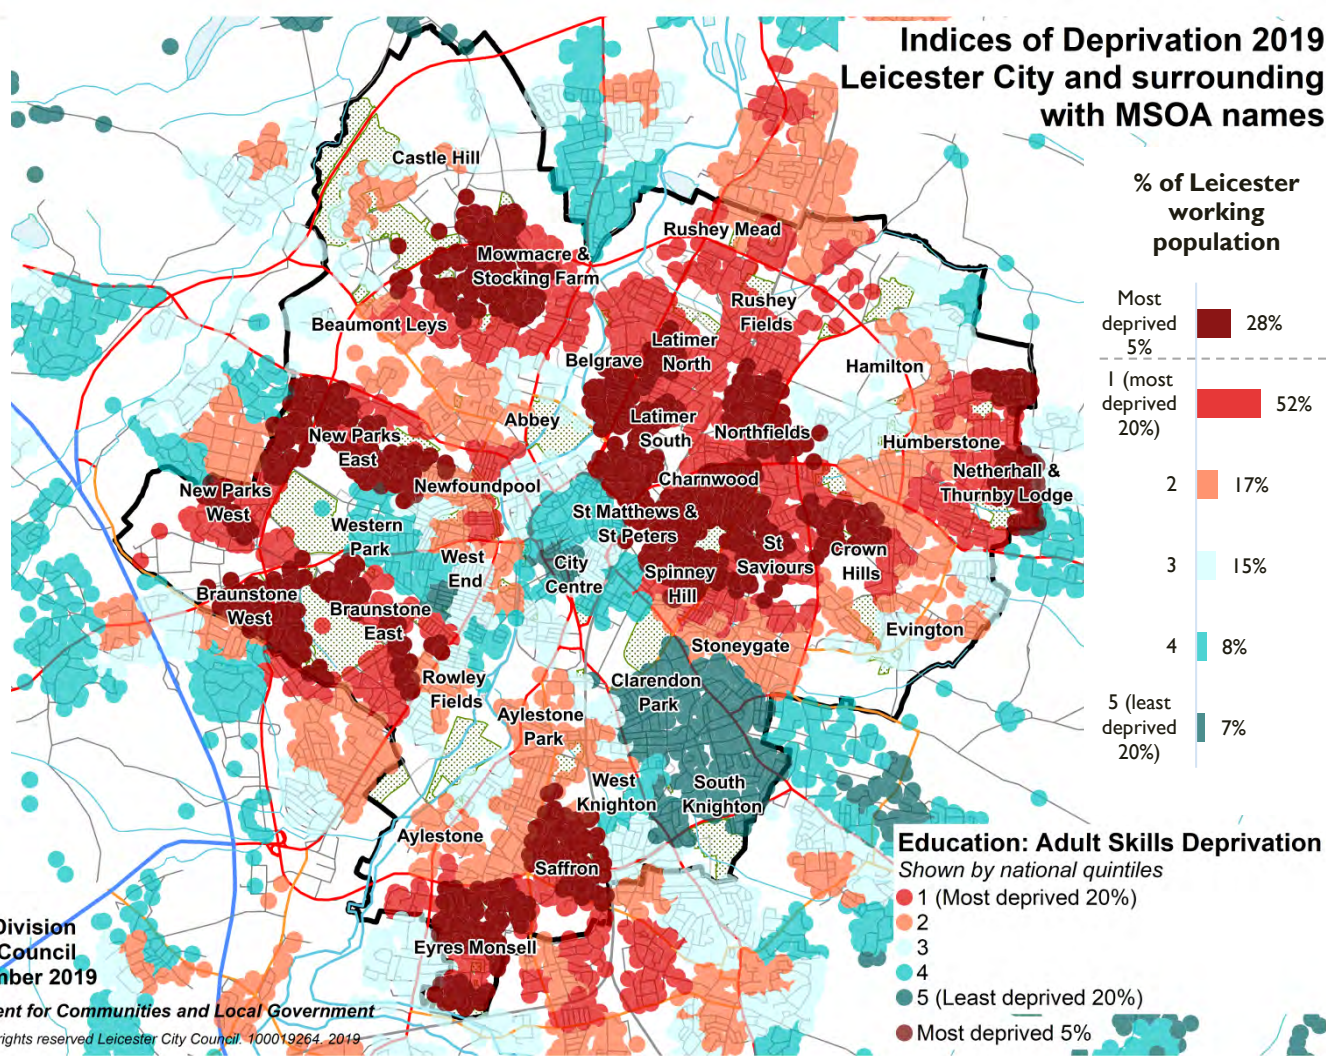 Indices of Deprivation 2019
Leicester City and surrounding
with MSOA names
% of Leicester
working
population
Most
deprived
5%
28%
1 (most
deprived
20%)
52%
2
17%
3
15%
4
8%
5 (least
deprived
20%)
7%
Castle Hill
Rushey Mead
Mowmacre &
Stocking Farm
Rushey
Fields
Beaumont Leys
Latimer
North
Belgrave
Hamilton
Abbey
Latimer
South
Northfields
New Parks
East
Humberstone
Netherhall &
Thurnby Lodge
Charnwood
Newfoundpool
New Parks
West
St Matthews &
St Peters
Western
Park
West
End
City
Centre
St
Saviours
Crown
Hills
Spinney
Hill
Braunstone
West
Braunstone
East
Evington
Stoneygate
Rowley
Fields
Clarendon
Park
Aylestone
Park
West
Knighton
South
Knighton
Aylestone
Saffron
Eyres Monsell
Education: Adult Skills Deprivation
Shown by national quintiles
1 (Most deprived 20%)
2
3
4
5 (Least deprived 20%)
Most deprived 5%
Division
Council
mber 2019
ent for Communities and Local Government
rights reserved Leicester City Council. 100019264. 2019